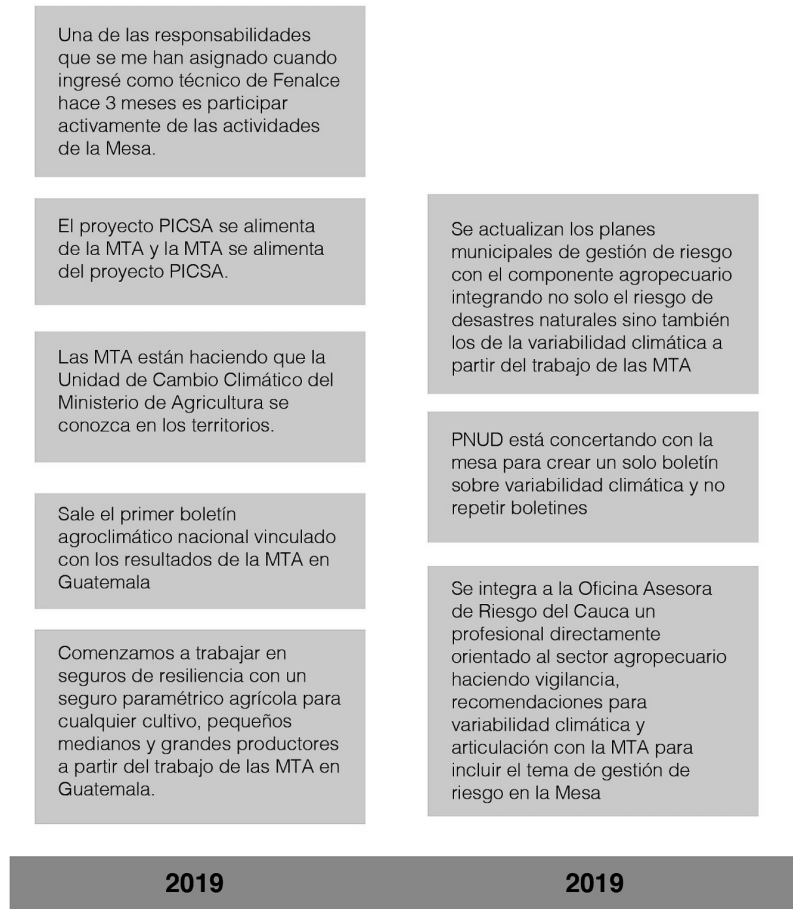 Una de las responsabilidades
que se me han asignado cuando
ingresé como técnico de Fenalce
hace 3 meses es participar
activamente de las actividades
de la Mesa.
El proyecto PICSA se alimenta
de la MTA y la MTA se alimenta
del proyecto PICSA.
Las MTA están haciendo que la
Unidad de Cambio Climático del
Ministerio de Agricultura se
conozca en los territorios.
Sale el primer boletín
agroclimático nacional vinculado
con los resultados de la MTA en
Guatemala
Comenzamos a trabajar en
seguros de resiliencia con un
seguro paramétrico agrícola para
cualquier cultivo, pequeños
medianos y grandes productores
a partir del trabajo de las MTA en
Guatemala.
2019
Se actualizan los planes
municipales de gestión de riesgo
con el componente agropecuario
integrando no solo el riesgo de
desastres naturales sino también
los de la variabilidad climática a
partir del trabajo de las MTA
PNUD está concertando con la
mesa para crear un solo boletín
sobre variabilidad climática y no
repetir boletines
Se integra a la Oficina Asesora
de Riesgo del Cauca un
profesional directamente
orientado al sector agropecuario
haciendo vigilancia,
recomendaciones para
variabilidad climática y
articulación con la MTA para
incluir el tema de gestión de
riesgo en la Mesa
2019